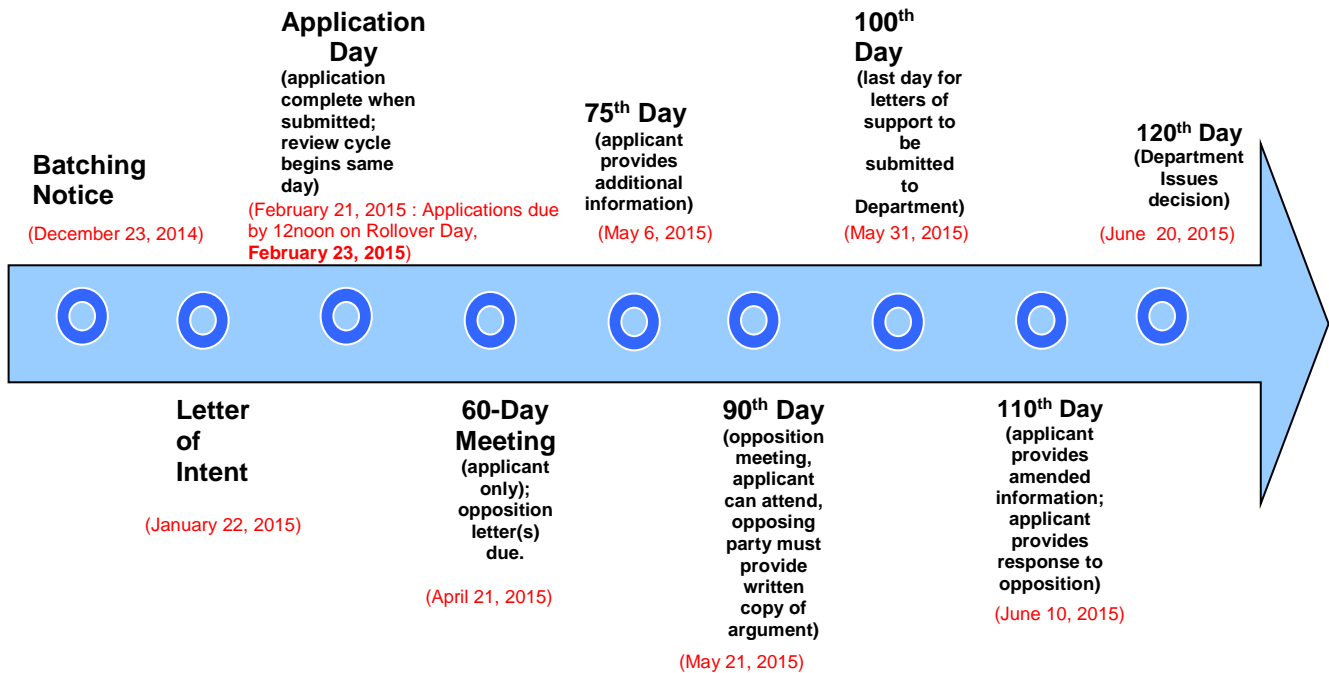 Batching
Notice
(December 23, 2014)
Letter
of
Intent
(January 22, 2015)
Application
Day
(application
complete when
submitted;
review cycle
begins same
day)
(February 21, 2015 : Applications due
by 12noon on Rollover Day,
February 23, 2015)
60-Day
Meeting
(applicant
only);
opposition
letter(s)
due.
(April 21, 2015)
75th Day
(applicant
provides
additional
information)
(May 6, 2015)
90th Day
(opposition
meeting,
applicant
can attend,
opposing
party must
provide
written
copy of
argument)
(May 21, 2015)
100th
Day
(last day for
letters of
support to
be
submitted
to
Department)
(May 31, 2015)
110th Day
(applicant
provides
amended
information;
applicant
provides
response to
opposition)
(June 10, 2015)
120th Day
(Department
Issues
decision)
(June  20, 2015)